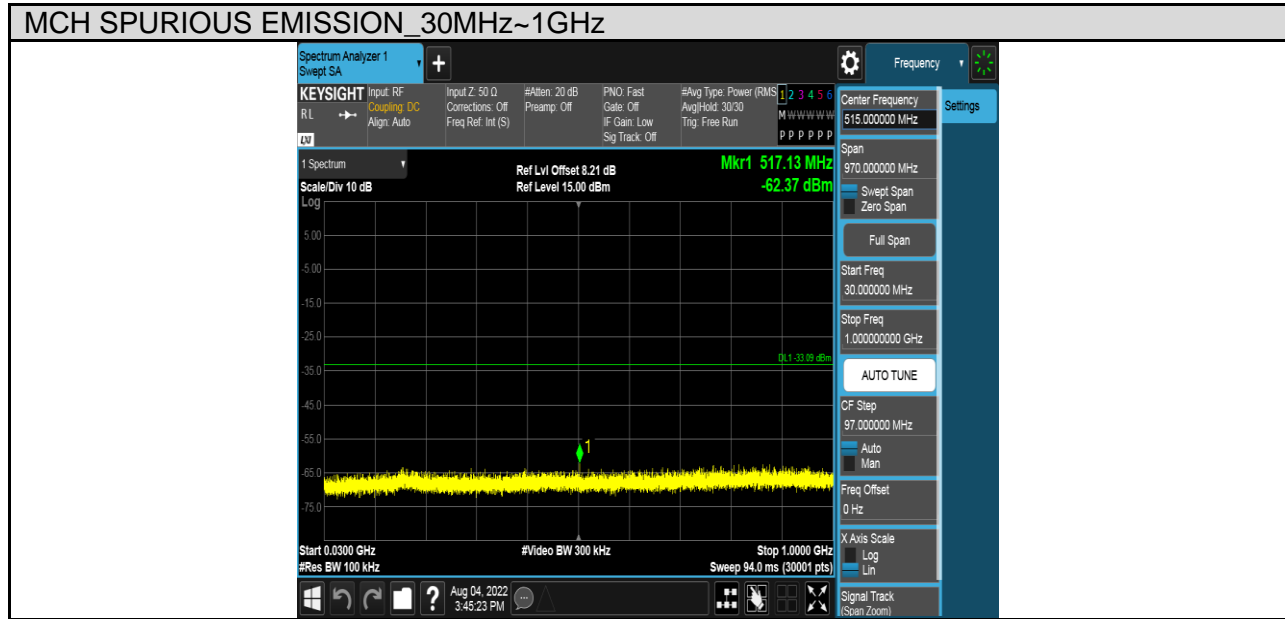 MCH SPURIOUS EMISSION_30MHz~1GHz
Spectrum Analyzer 1
Swept SA
+
Frequency
KEYSIGHT
RL
LXI
Input: RF
Coupling: DC
Align: Auto
Input Z: 50 Ω
Corrections: Off
Freq Ref: Int (S)
#Atten: 20 dB
Preamp: Off
PNO: Fast
Gate: Off
IF Gain: Low
Sig Track: Off
#Avg Type: Power (RMS
Avg|Hold: 30/30
Trig: Free Run
1 2 3 4 5 6
M W W W W W
P P P P P P
Center Frequency
515.000000 MHz
Settings
1 Spectrum
Scale/Div 10 dB
Ref Lvl Offset 8.21 dB
Ref Level 15.00 dBm
Mkr1 517.13 MHz
-62.37 dBm
Span
970.000000 MHz
Swept Span
Zero Span
Full Span
Start Freq
30.000000 MHz
Stop Freq
1.000000000 GHz
AUTO TUNE
CF Step
97.000000 MHz
Auto
Man
Freq Offset
0 Hz
X Axis Scale
Log
Lin
Signal Track
(Span Zoom)
Log
5.00
-5.00
-15.0
-25.0
DL1 -33.09 dBm
-35.0
-45.0
-55.0
1
-65.0
-75.0
Start 0.0300 GHz
#Video BW 300 kHz
Stop 1.0000 GHz
#Res BW 100 kHz
Sweep 94.0 ms (30001 pts)
?
Aug 04, 2022
3:45:23 PM